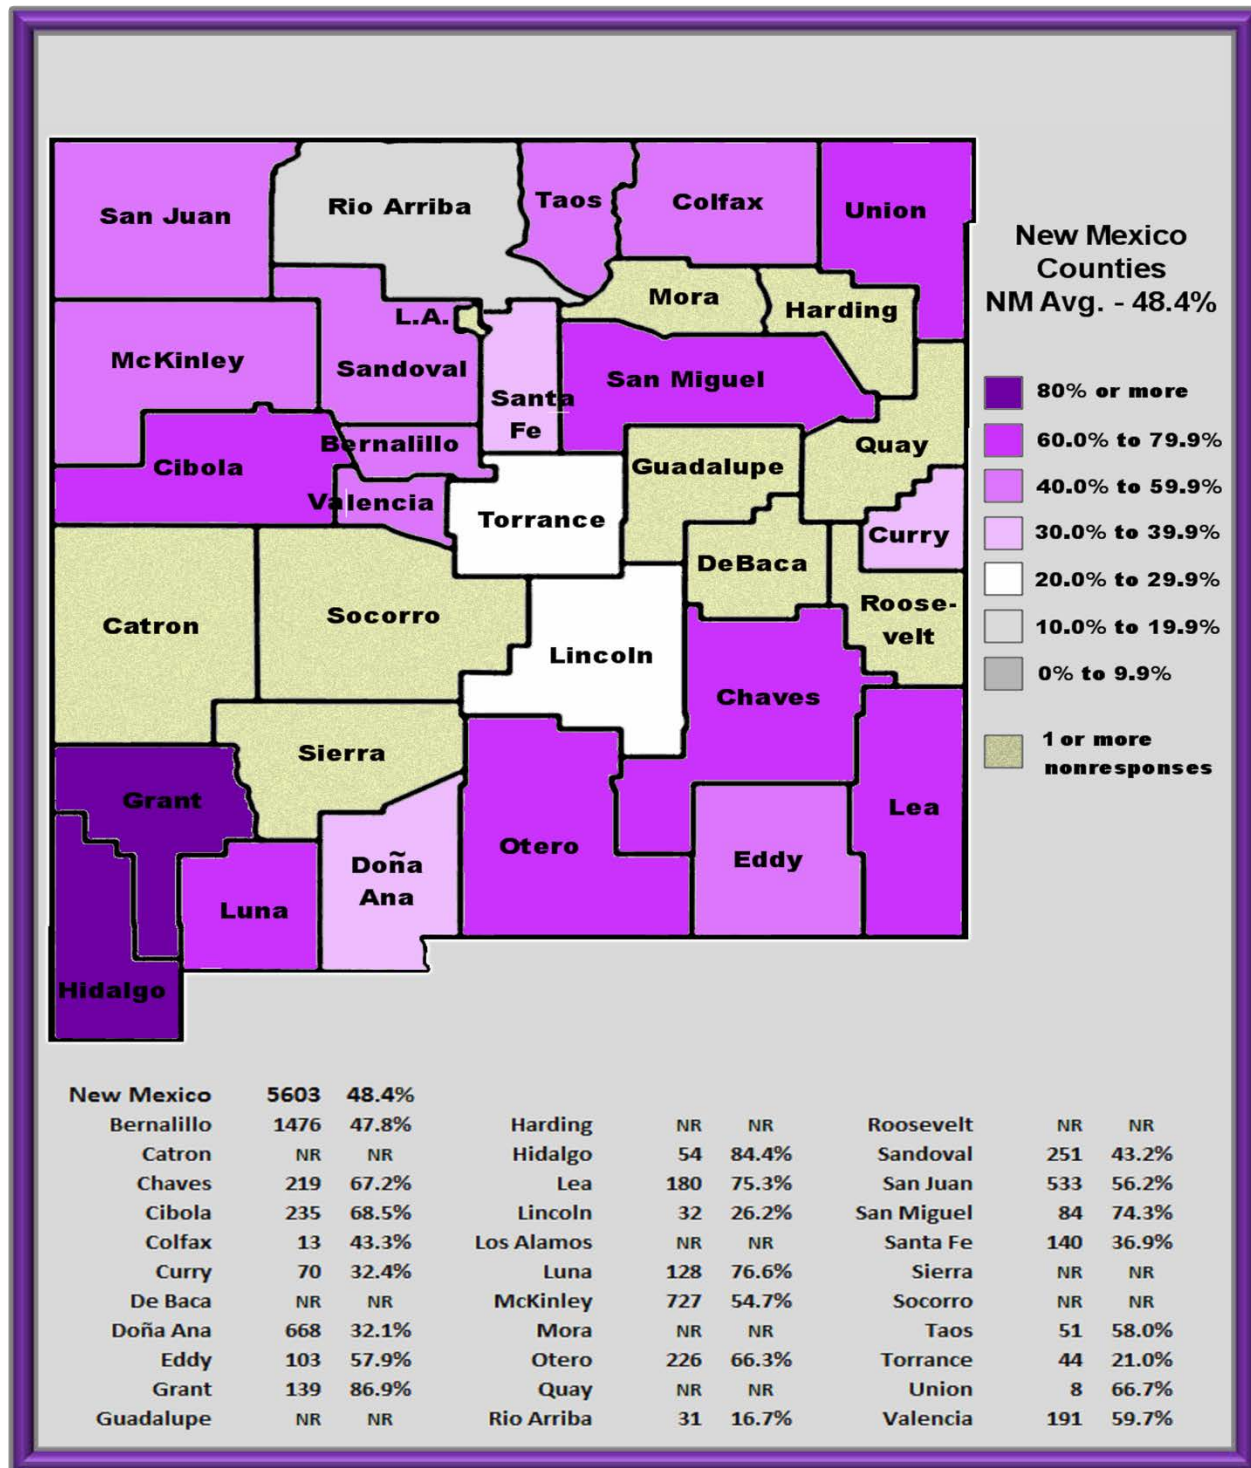 San Juan
Rio Arriba
Taos
Colfax
Union
New Mexico
Counties
NM Avg. - 48.4%
Mora
Harding
L.A.
McKinley
Sandoval
San Miguel
Santa
Fe
80% or more
60.0% to 79.9%
40.0% to 59.9%
30.0% to 39.9%
20.0% to 29.9%
10.0% to 19.9%
0% to 9.9%
1 or more
nonresponses
Bernalillo
Quay
Cibola
Guadalupe
Valencia
Torrance
Curry
DeBaca
Catron
Socorro
Roose-
velt
Lincoln
Chaves
Sierra
Grant
Lea
Otero
Eddy
Doña
Ana
Luna
Hidalgo
New Mexico 5603 48.4%
Bernalillo 1476 47.8% Harding NR NR Roosevelt NR NR
Catron NR NR Hidalgo 54 84.4% Sandoval 251 43.2%
Chaves 219 67.2% Lea 180 75.3% San Juan 533 56.2%
Cibola 235 68.5% Lincoln 32 26.2% San Miguel 84 74.3%
Colfax 13 43.3% Los Alamos NR NR Santa Fe 140 36.9%
Curry 70 32.4% Luna 128 76.6% Sierra NR NR
De Baca NR NR McKinley 727 54.7% Socorro NR NR
Doña Ana 668 32.1% Mora NR NR Taos 51 58.0%
Eddy 103 57.9% Otero 226 66.3% Torrance 44 21.0%
Grant 139 86.9% Quay NR NR Union 8 66.7%
Guadalupe NR NR Rio Arriba 31 16.7% Valencia 191 59.7%